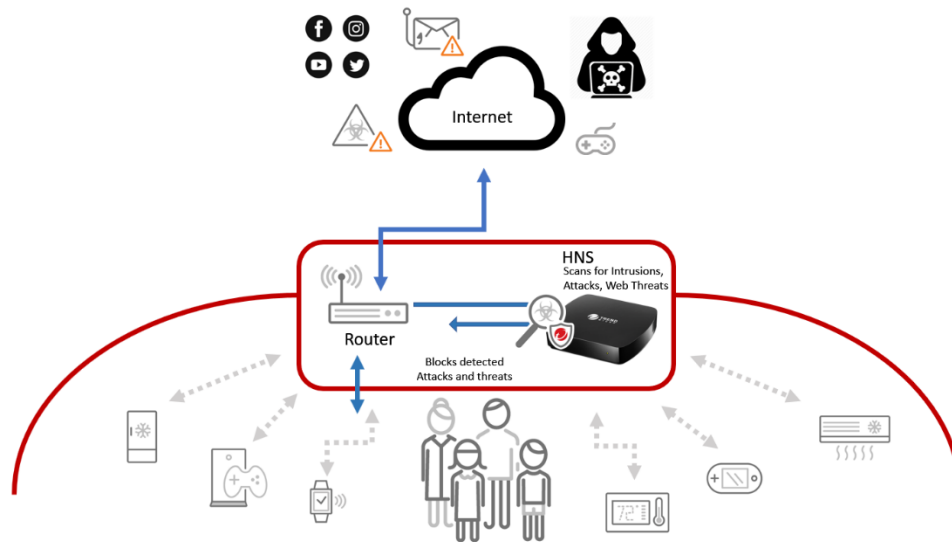 Internet
HNS
Scans for Intrusions,
Attacks, Web Threats
Router
Blocks detected
Attacks and threats
72°